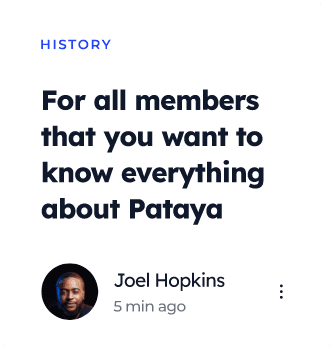 HISTORY
For all members
that you want to
know everything
about Pataya
Joel Hopkins
5 min ago